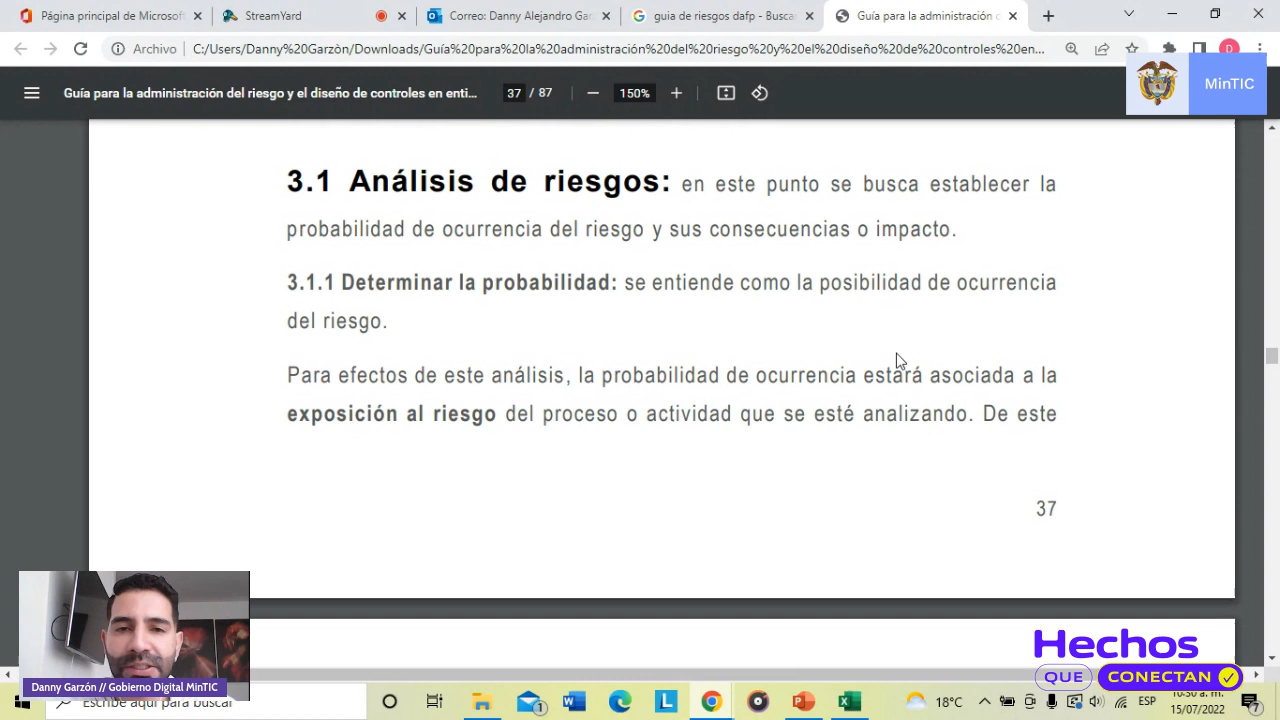 Página principal de Microsof
StreamYard
Correo: Danny Alejandro Gar
guia de riesgos dafp - Busca
Guía para la administración d
Archivo
C:/Users/Danny%20Garzòn/Downloads/Guía%20para%20la%20administración%20del%20riesgo%20y%20el%20diseño%20de%20controles%20en...
D
MinTIC
Guía para la administración del riesgo y el diseño de controles en enti...
37 / 87
150%
3.1 Análisis de riesgos: en este punto se busca establecer la
probabilidad de ocurrencia del riesgo y sus consecuencias o impacto.
3.1.1 Determinar la probabilidad: se entiende como la posibilidad de ocurrencia
del riesgo.
Para efectos de este análisis, la probabilidad de ocurrencia estará asociada a la
exposición al riesgo del proceso o actividad que se esté analizando. De este
37
Hechos
QUE CONECTAN
Danny Garzón // Gobierno Digital MinTIC
Escribe aquí para buscar
1
W
L
18°C
ESP
10:30 a. m.
15/07/2022
7